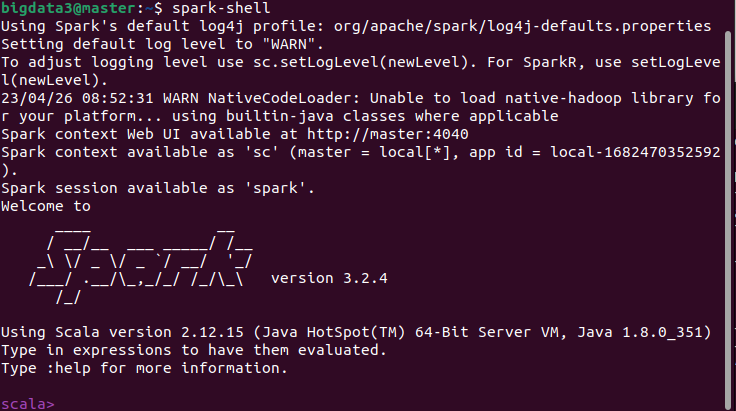 bigdata3@master:~$ spark-shell
Using Spark's default log4j profile: org/apache/spark/log4j-defaults.properties
Setting default log level to "WARN".
To adjust logging level use sc.setLogLevel(newLevel). For SparkR, use setLogLeve
l(newLevel).
23/04/26 08:52:31 WARN NativeCodeLoader: Unable to load native-hadoop library fo
r your platform... using builtin-java classes where applicable
Spark context Web UI available at http://master:4040
Spark context available as 'sc' (master = local[*], app id = local-1682470352592
).
Spark session available as 'spark'.
Welcome to
      ____              __
     / __/__  ___ _____/ /__
    _\ \/ _ \/ _ `/ __/  '_/
   /___/ .__/\_,_/_/ /_/\_\   version 3.2.4
      /_/
Using Scala version 2.12.15 (Java HotSpot(TM) 64-Bit Server VM, Java 1.8.0_351)
Type in expressions to have them evaluated.
Type :help for more information.
scala>